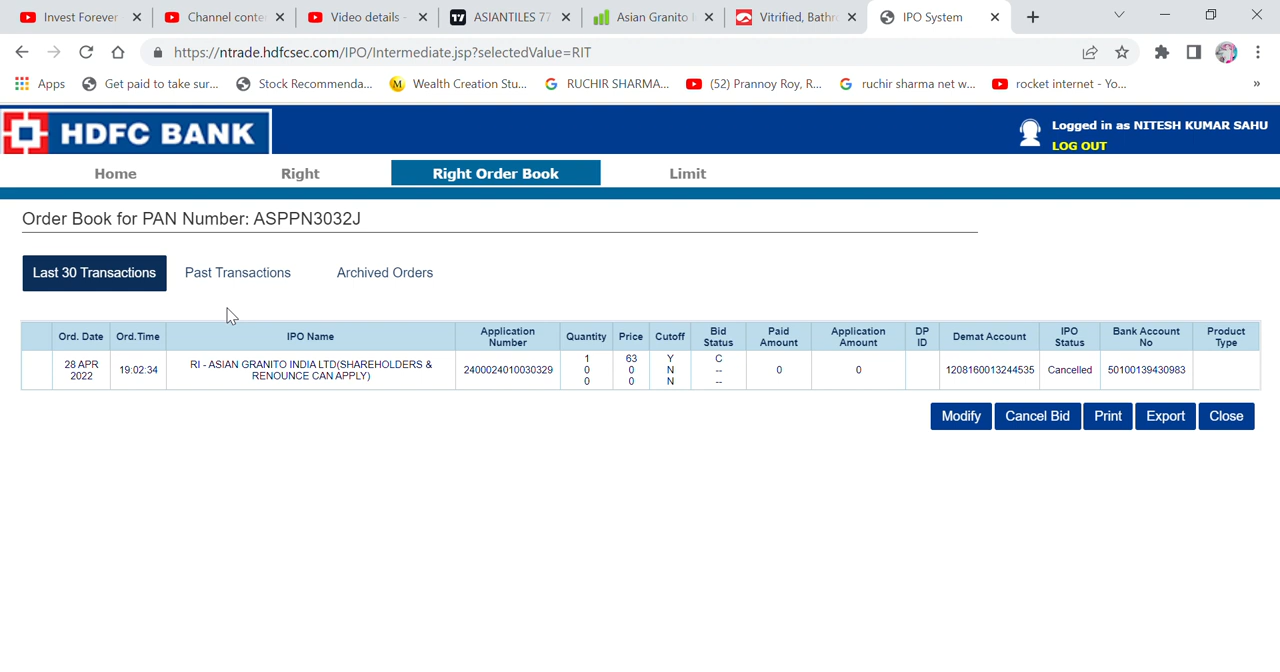 Invest Forever
Channel conte
Video details -
ASIANTILES 77
Asian Granito
Vitrified, Bathr
IPO System
https://ntrade.hdfcsec.com/IPO/Intermediate.jsp?selectedValue=RIT
Apps
Get paid to take sur...
Stock Recommenda...
M Wealth Creation Stu...
RUCHIR SHARMA...
(52) Prannoy Roy, R...
ruchir sharma net w...
rocket internet - Yo...
»
HDFC BANK
Logged in as NITESH KUMAR SAHU
LOG OUT
Home Right Right Order Book Limit
Order Book for PAN Number: ASPPN3032J
Last 30 Transactions Past Transactions Archived Orders
Ord. Date Ord.Time IPO Name Application Number Quantity Price Cutoff Bid Status Paid Amount Application Amount DP ID Demat Account IPO Status Bank Account No Product Type
28 APR 2022 19:02:34 RI - ASIAN GRANITO INDIA LTD(SHAREHOLDERS & RENOUNCE CAN APPLY) 2400024010030329 1 63 Y C 0 0 1208160013244535 Cancelled 50100139430983
0 0 N --
0 0 N --
Modify Cancel Bid Print Export Close